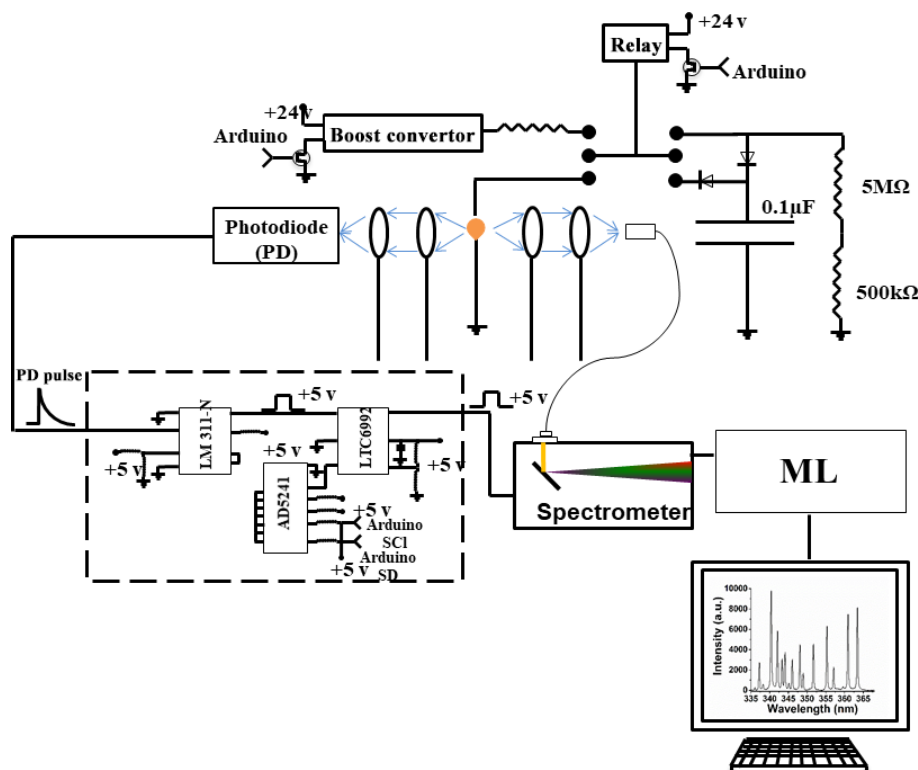 +24 v
Relay
Arduino
+24 v
Arduino
Boost convertor
5MΩ
0.1µF
500kΩ
Photodiode
(PD)
PD pulse
+5 v
+5 v
LM 311-N
LTC6992
+5 v
+5 v
AD5241
+5 v
+5 v
Arduino
SCl
Arduino
SD
+5 v
Spectrometer
ML
Intensity (a.u.)
10000
8000
6000
4000
2000
0
335 340 345 350 355 360 365
Wavelength (nm)